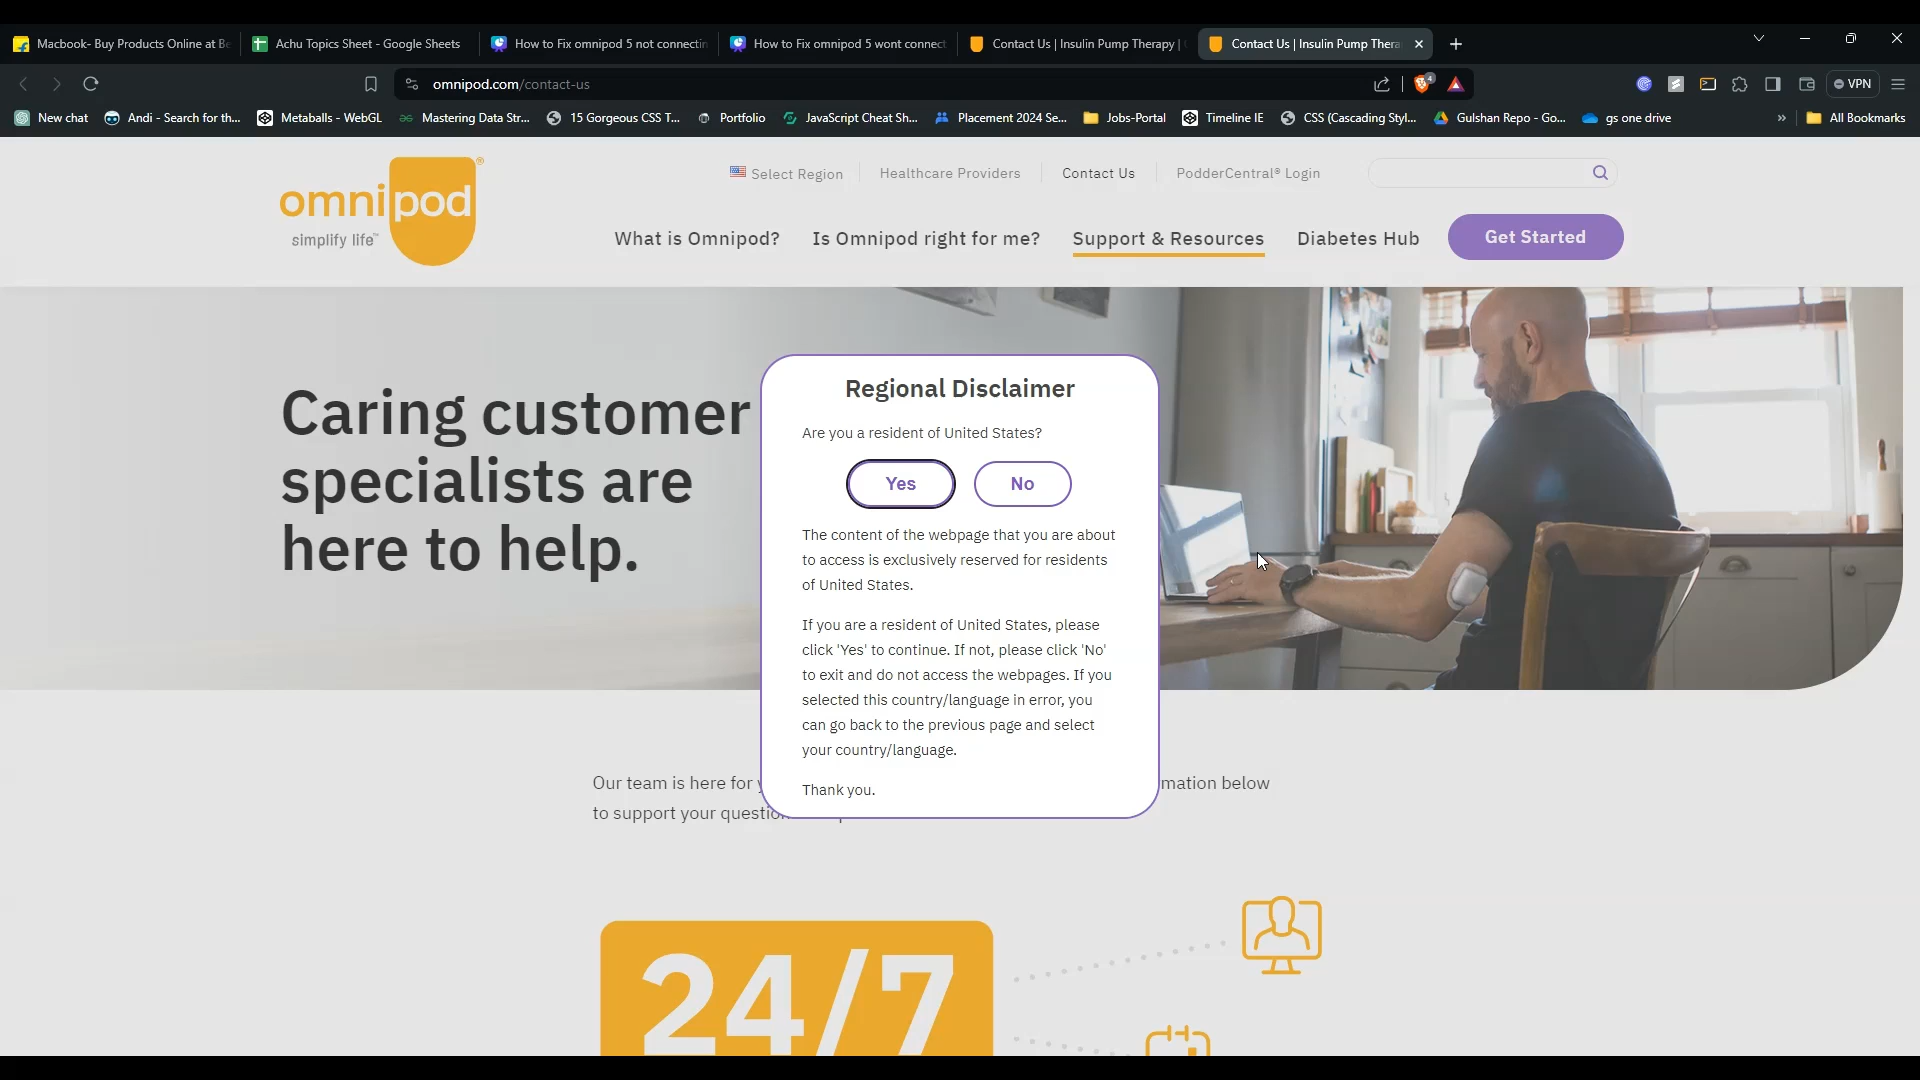 Macbook- Buy Products Online at Be
Achu Topics Sheet - Google Sheets
How to Fix omnipod 5 not connectin
How to Fix omnipod 5 wont connect
Contact Us | Insulin Pump Therapy |
Contact Us | Insulin Pump Thera
omnipod.com/contact-us
4
VPN
New chat
Andi - Search for th...
Metaballs - WebGL
Mastering Data Str...
15 Gorgeous CSS T...
Portfolio
JavaScript Cheat Sh...
Placement 2024 Se...
Jobs-Portal
Timeline IE
CSS (Cascading Styl...
Gulshan Repo - Go...
gs one drive
»
All Bookmarks
omnipod®
simplify life™
Select Region
Healthcare Providers
Contact Us
PodderCentral® Login
What is Omnipod?
Is Omnipod right for me?
Support & Resources
Diabetes Hub
Get Started
Caring customer
specialists are
here to help.
Regional Disclaimer
Are you a resident of United States?
Yes
No
The content of the webpage that you are about
to access is exclusively reserved for residents
of United States.
If you are a resident of United States, please
click 'Yes' to continue. If not, please click 'No'
to exit and do not access the webpages. If you
selected this country/language in error, you
can go back to the previous page and select
your country/language.
Thank you.
Our team is here for
mation below
to support your question
24/7